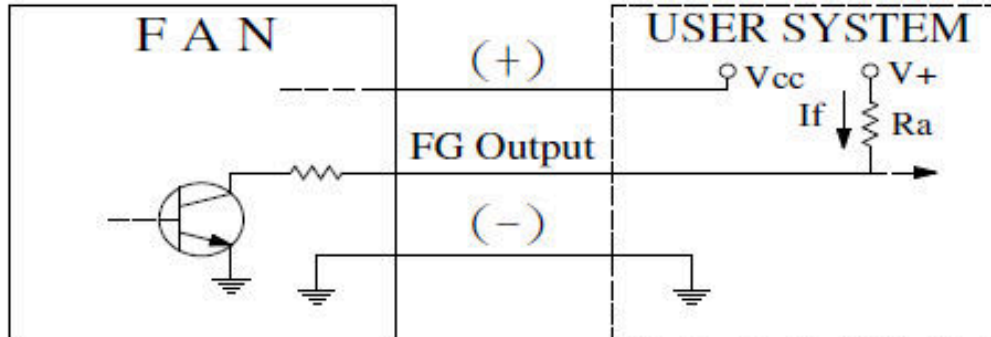 F A N
(+)
USER SYSTEM
Vcc
V+
If
Ra
FG Output
(-)